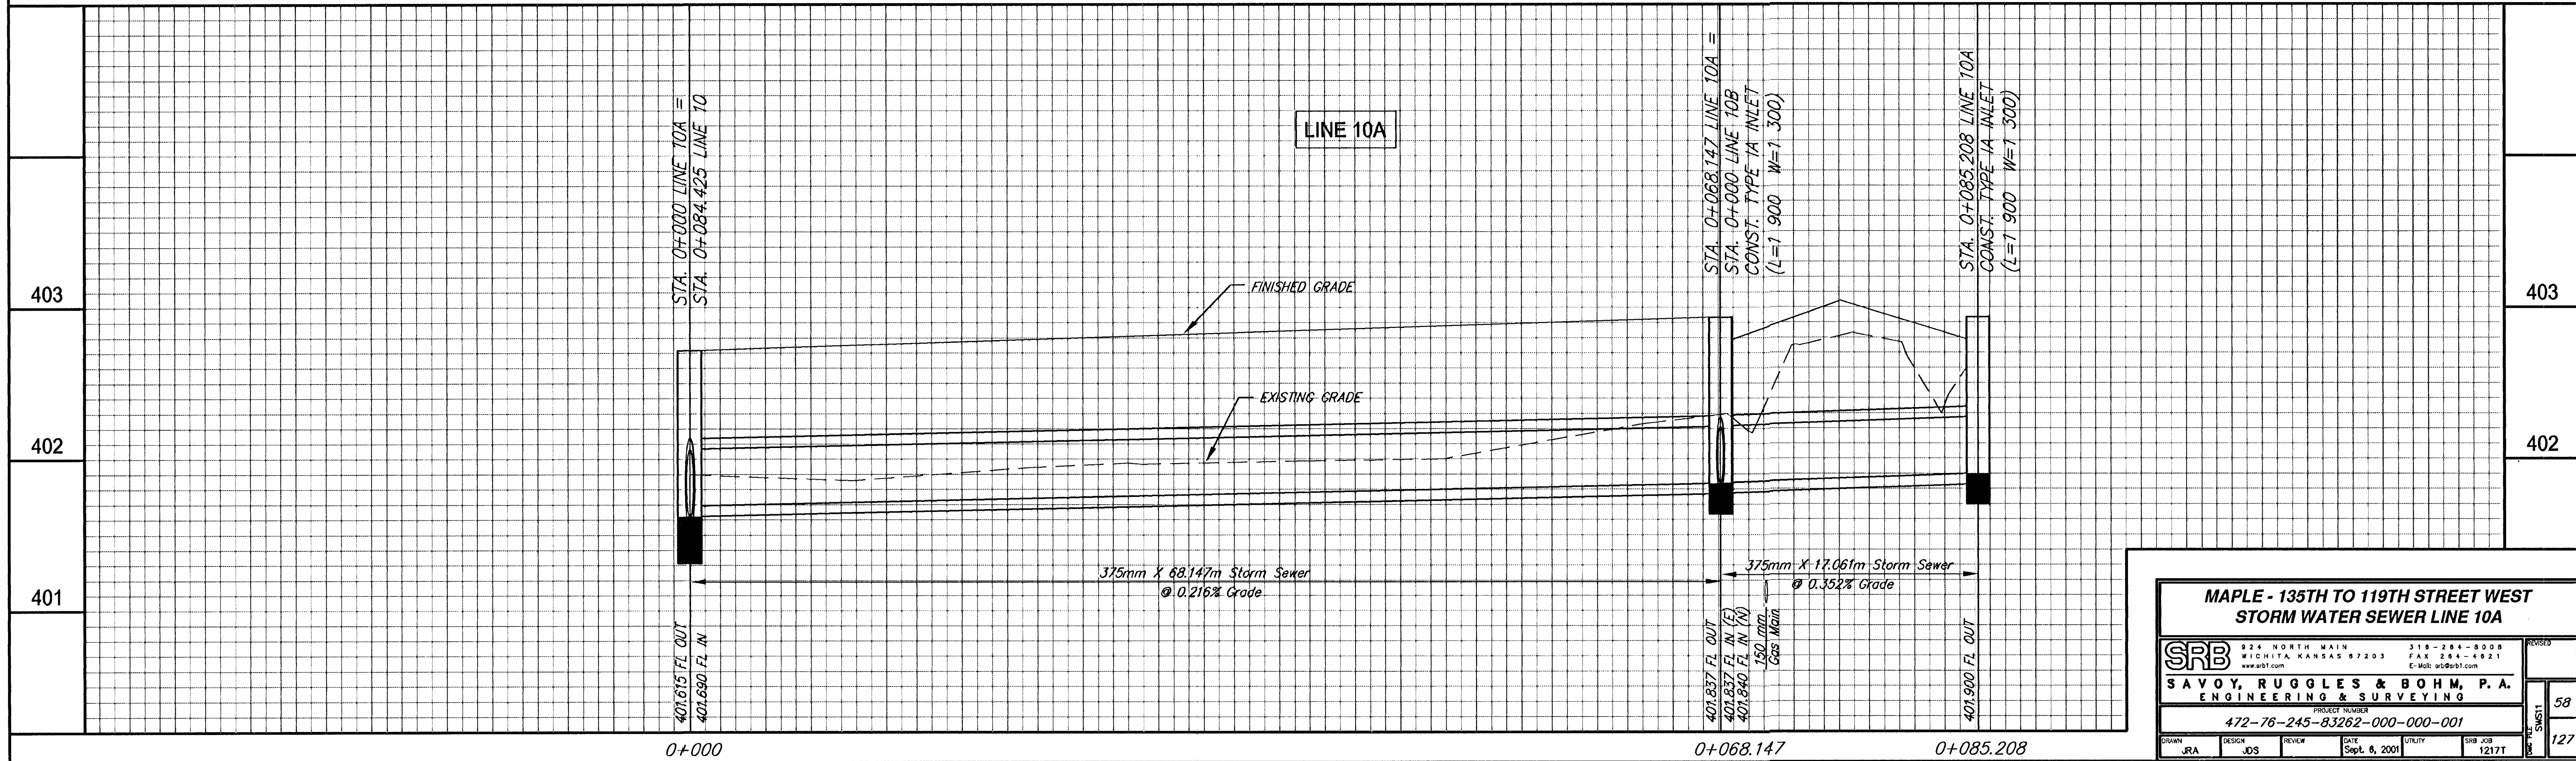 STA. 0+000 LINE 10A =
STA. 0+084.425 LINE 10
LINE 10A
STA. 0+068.147 LINE 10A =
STA. 0+000 LINE 10B
CONST. TYPE 1A INLET
(L=1 900 W=1 300)
STA. 0+085.208 LINE 10A
CONST. TYPE 1A INLET
(L=1 900 W=1 300)
403
403
FINISHED GRADE
EXISTING GRADE
402
402
401
375mm X 68.147m Storm Sewer
@ 0.216% Grade
375mm X 17.061m Storm Sewer
@ 0.352% Grade
401.615 FL OUT
401.690 FL IN
401.837 FL OUT
401.837 FL IN (E)
401.840 FL IN (N)
150 mm
Gas Main
401.900 FL OUT
0+000
0+068.147
0+085.208
MAPLE - 135TH TO 119TH STREET WEST
STORM WATER SEWER LINE 10A
SRB
924 NORTH MAIN
WICHITA, KANSAS 67203
www.srb1.com
316-264-8008
FAX 264-4621
E-Mail: srb@srb1.com
SAVOY, RUGGLES & BOHM, P.A.
ENGINEERING & SURVEYING
PROJECT NUMBER
472-76-245-83262-000-000-001
DRAWN
JRA
DESIGN
JDS
REVIEW
DATE
Sept. 6, 2001
UTILITY
SRB JOB
1217T
REVISED
DWG FILE
SWS11
58
127